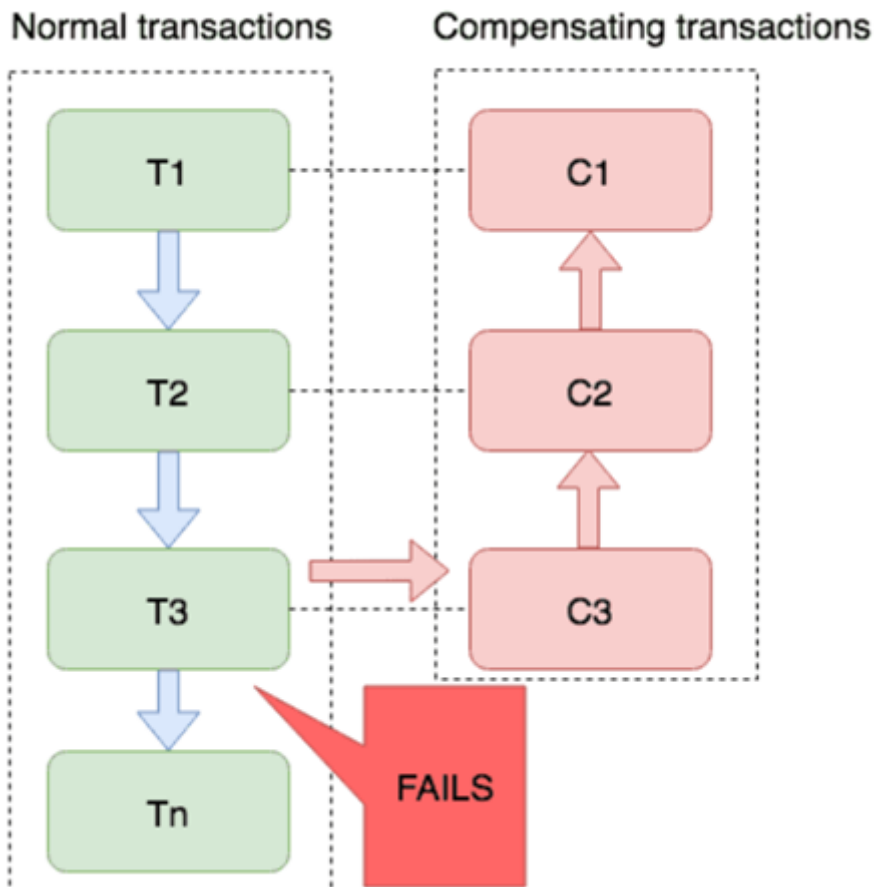 Normal transactions
Compensating transactions
T1
C1
T2
C2
T3
C3
FAILS
Tn